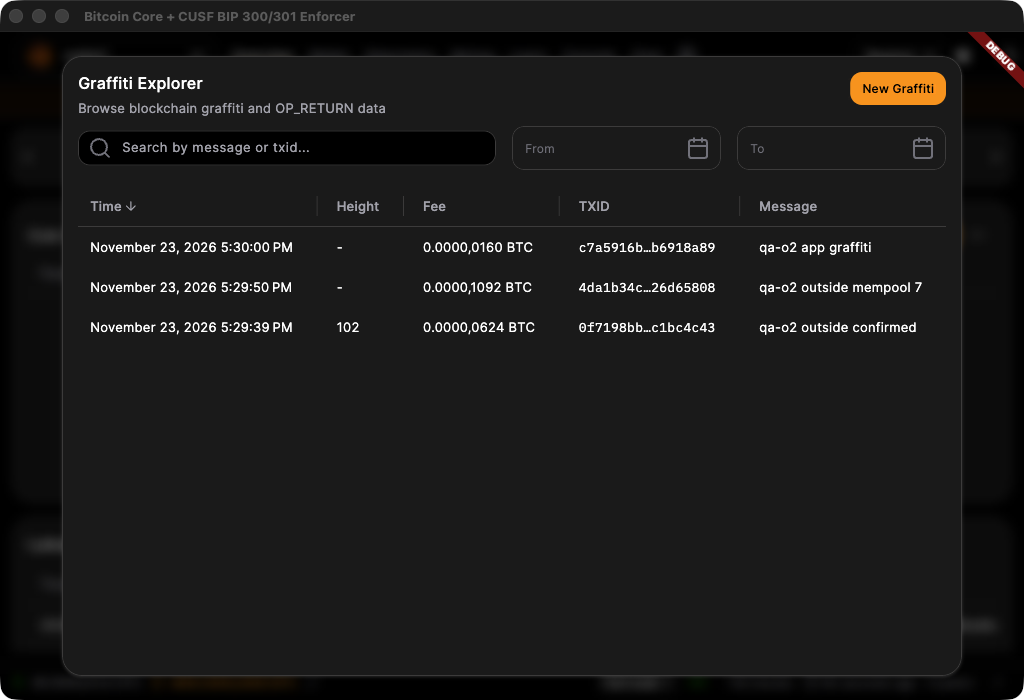 Bitcoin Core + CUSF BIP 300/301 Enforcer
DEBUG
Graffiti Explorer
New Graffiti
Browse blockchain graffiti and OP_RETURN data
Search by message or txid...
From
To
Time ↓ Height Fee TXID Message
November 23, 2026 5:30:00 PM - 0.0000,0160 BTC c7a5916b…b6918a89 qa-o2 app graffiti
November 23, 2026 5:29:50 PM - 0.0000,1092 BTC 4da1b34c…26d65808 qa-o2 outside mempool 7
November 23, 2026 5:29:39 PM 102 0.0000,0624 BTC 0f7198bb…c1bc4c43 qa-o2 outside confirmed